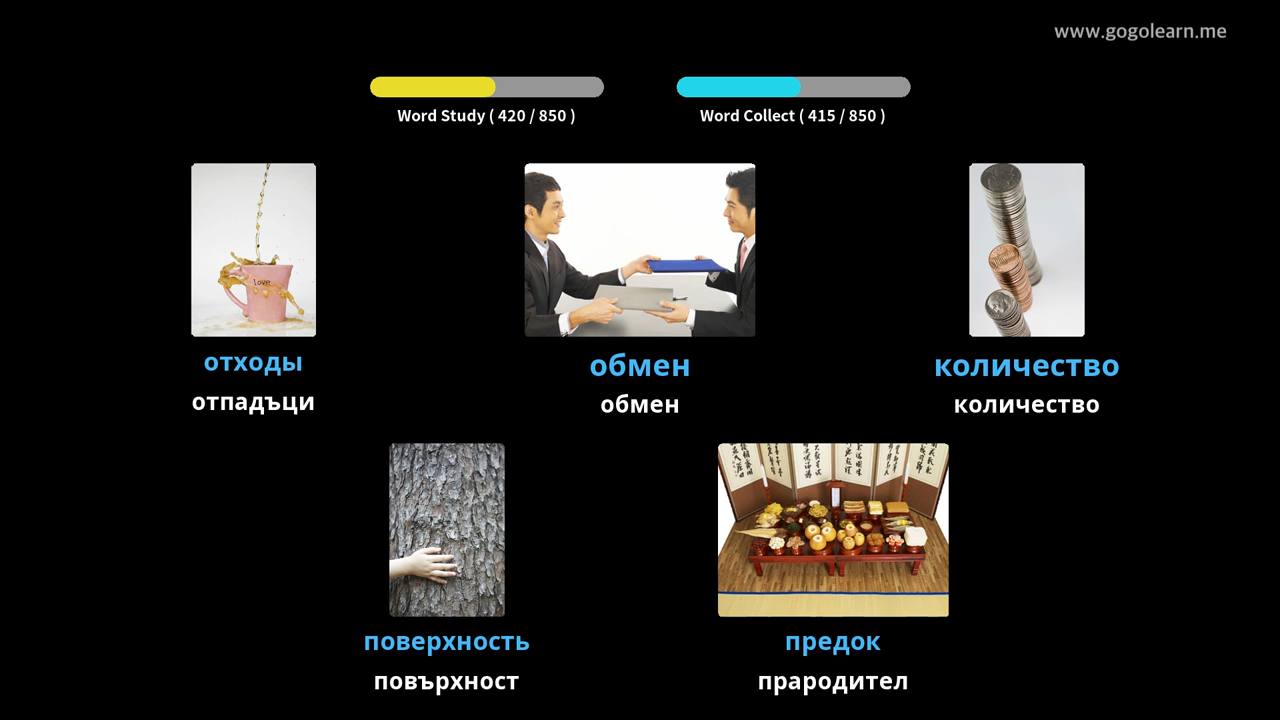 www.gogolearn.me
Word Study ( 420 / 850 )
Word Collect ( 415 / 850 )
love
отходы
отпадъци
обмен
обмен
количество
количество
поверхность
повърхност
предок
прародител